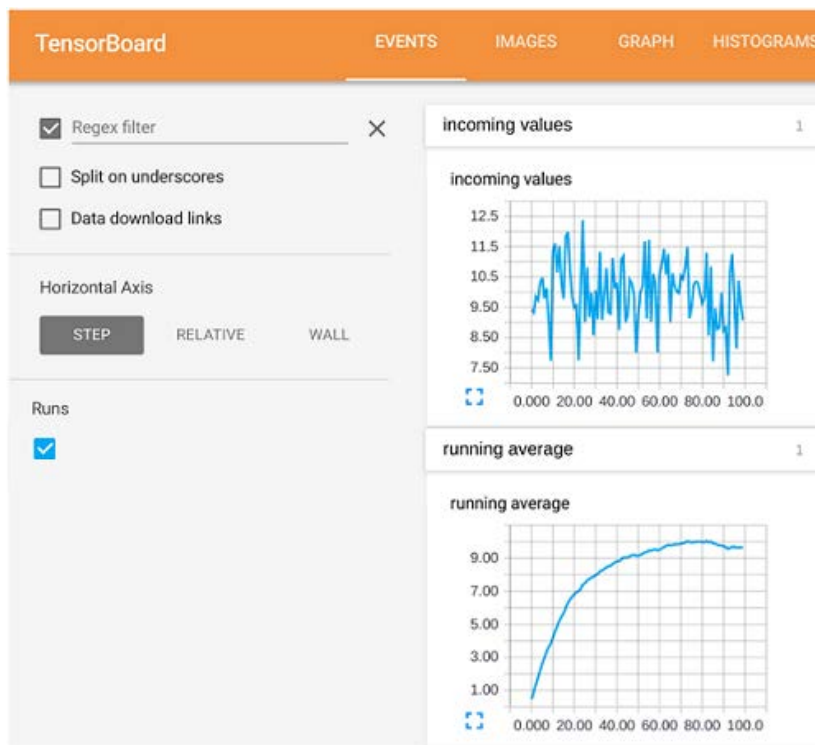 TensorBoard EVENTS IMAGES GRAPH HISTOGRAMS
Regex filter
Split on underscores
Data download links
Horizontal Axis
STEP RELATIVE WALL
Runs
incoming values 1
incoming values
12.5
11.5
10.5
9.50
8.50
7.50
0.000 20.00 40.00 60.00 80.00 100.0
running average 1
running average
9.00
7.00
5.00
3.00
1.00
0.000 20.00 40.00 60.00 80.00 100.0